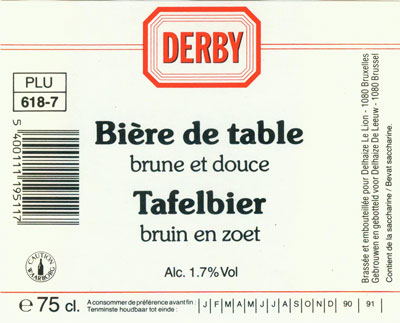 DERBY
PLU
618-7
5 400111 195117
Bière de table
brune et douce
Tafelbier
bruin en zoet
Alc. 1.7% Vol
CAUTION
WAARBORG
Brassée et embouteillée pour Delhaize Le Lion - 1080 Bruxelles
Gebrouwen en gebotteld voor Delhaize De Leeuw - 1080 Brussel
Contient de la saccharine / Bevat saccharine.
e 75 cl.
A consommer de préférence avant fin :
Tenminste houdbaar tot einde :
J F M A M J J A S O N D 90 91